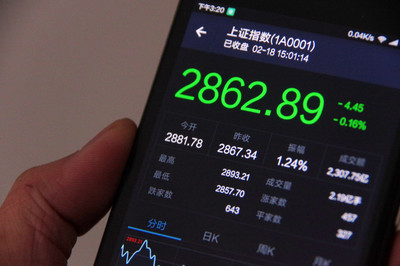 下午3:20
0.04K/s
上证指数(1A0001)
已收盘 02-18 15:01:14
2862.89
-4.45
-0.16%
今开 昨收 振幅 成交额
2881.78 2867.34 1.24% 2,307.75亿
最高 2893.21 成交量 2.19亿手
最低 2857.70 涨家数 457
跌家数 643 平家数 327
分时 日K 周K 月K